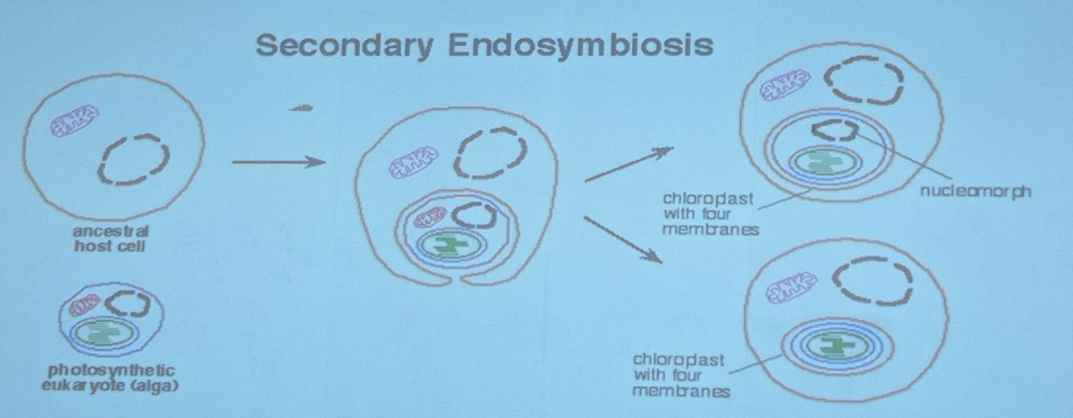 Secondary Endosymbiosis
ancestral
host cell
photosynthetic
eukaryote (alga)
chloroplast
with four
membranes
nucleomorph
chloroplast
with four
membranes